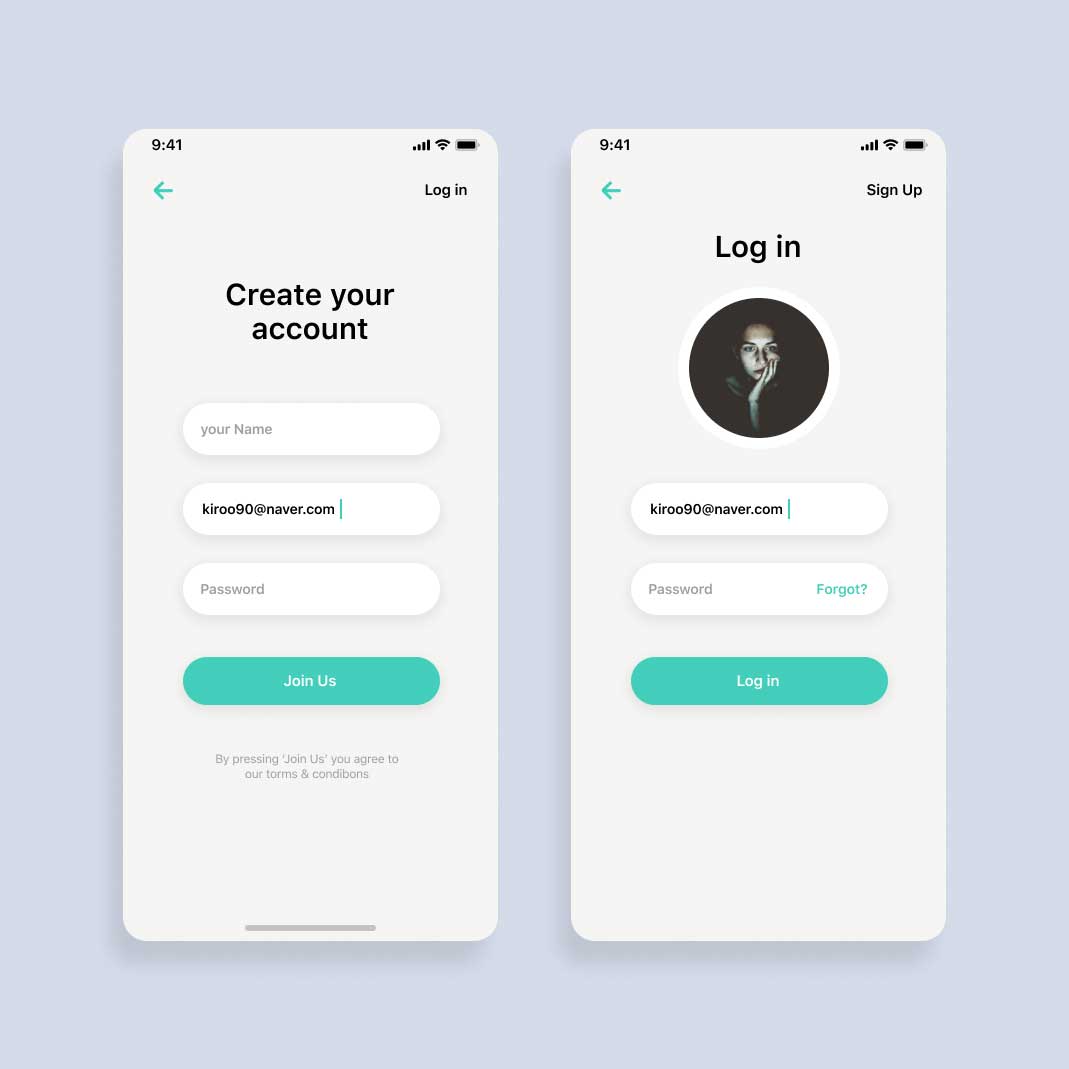 9:41
Log in
Create your
account
your Name
kiroo90@naver.com
Password
Join Us
By pressing ‘Join Us’ you agree to
our torms & condibons
9:41
Sign Up
Log in
kiroo90@naver.com
Password Forgot?
Log in